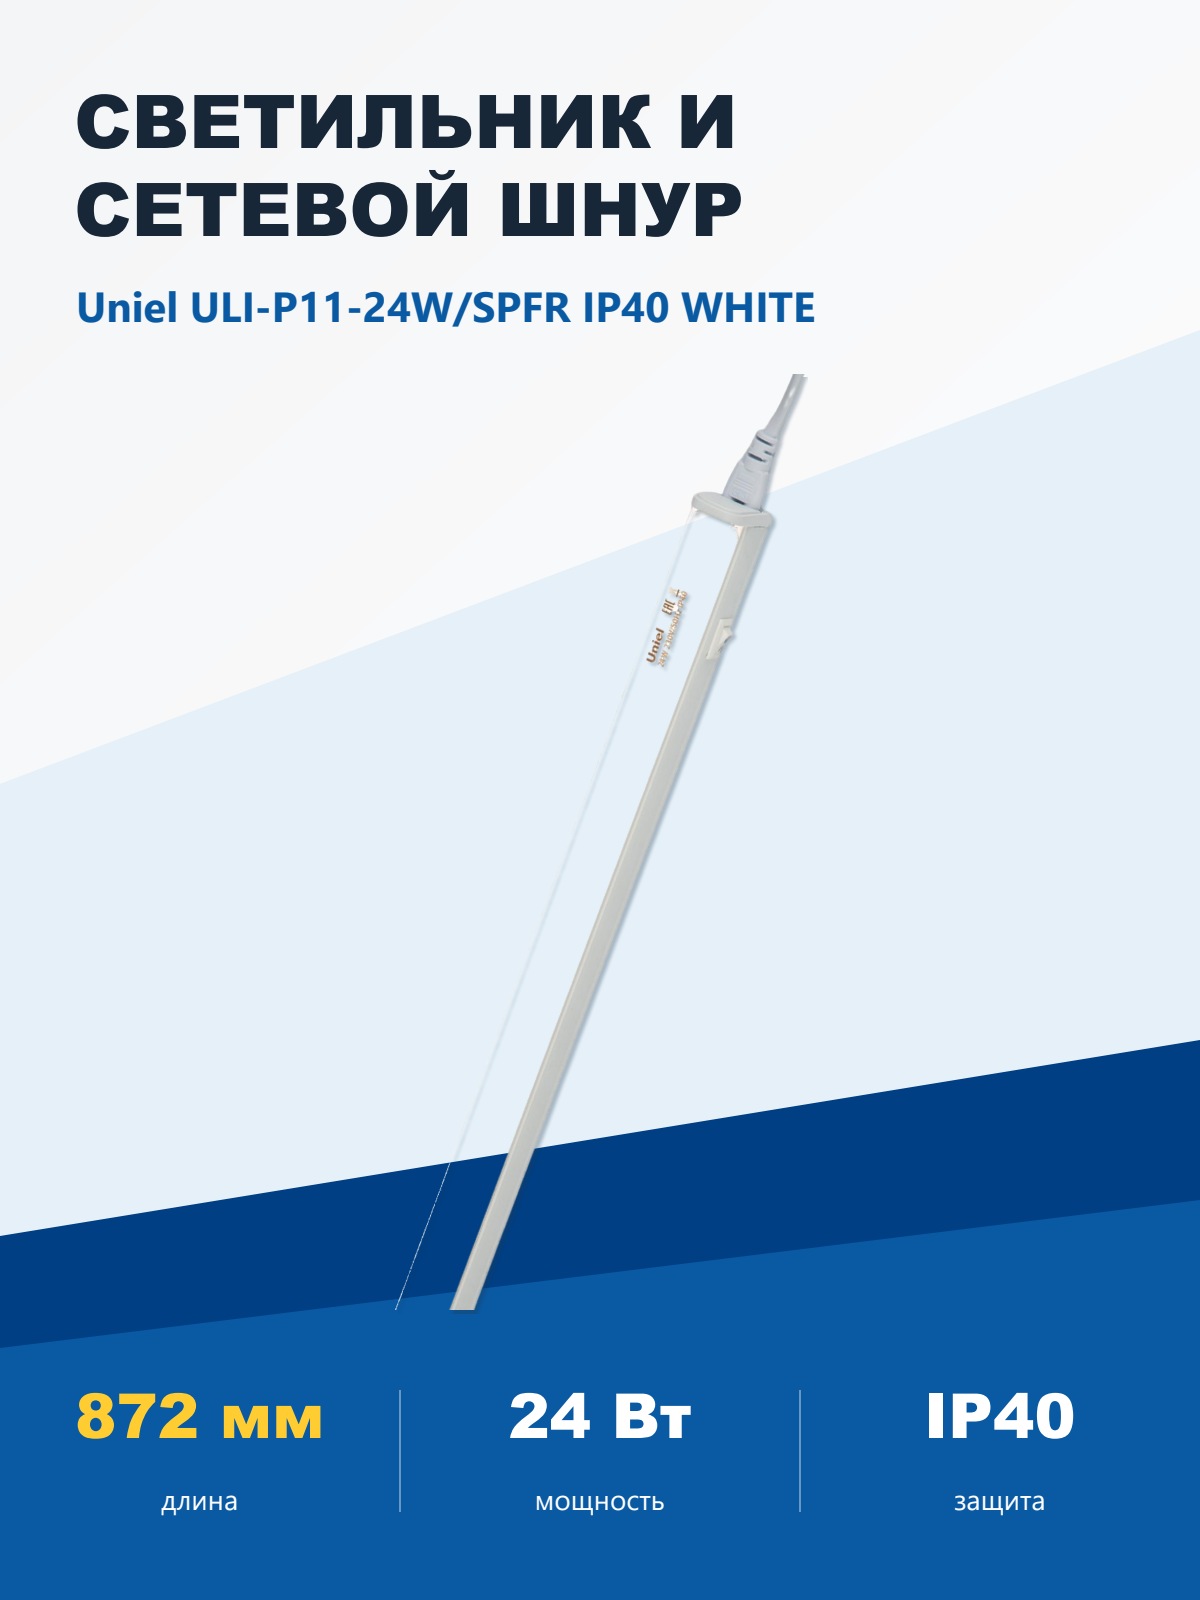 СВЕТИЛЬНИК И
СЕТЕВОЙ ШНУР
Uniel ULI-P11-24W/SPFR IP40 WHITE
Uniel EAC
872 мм
24 Вт
IP40
длина
мощность
защита